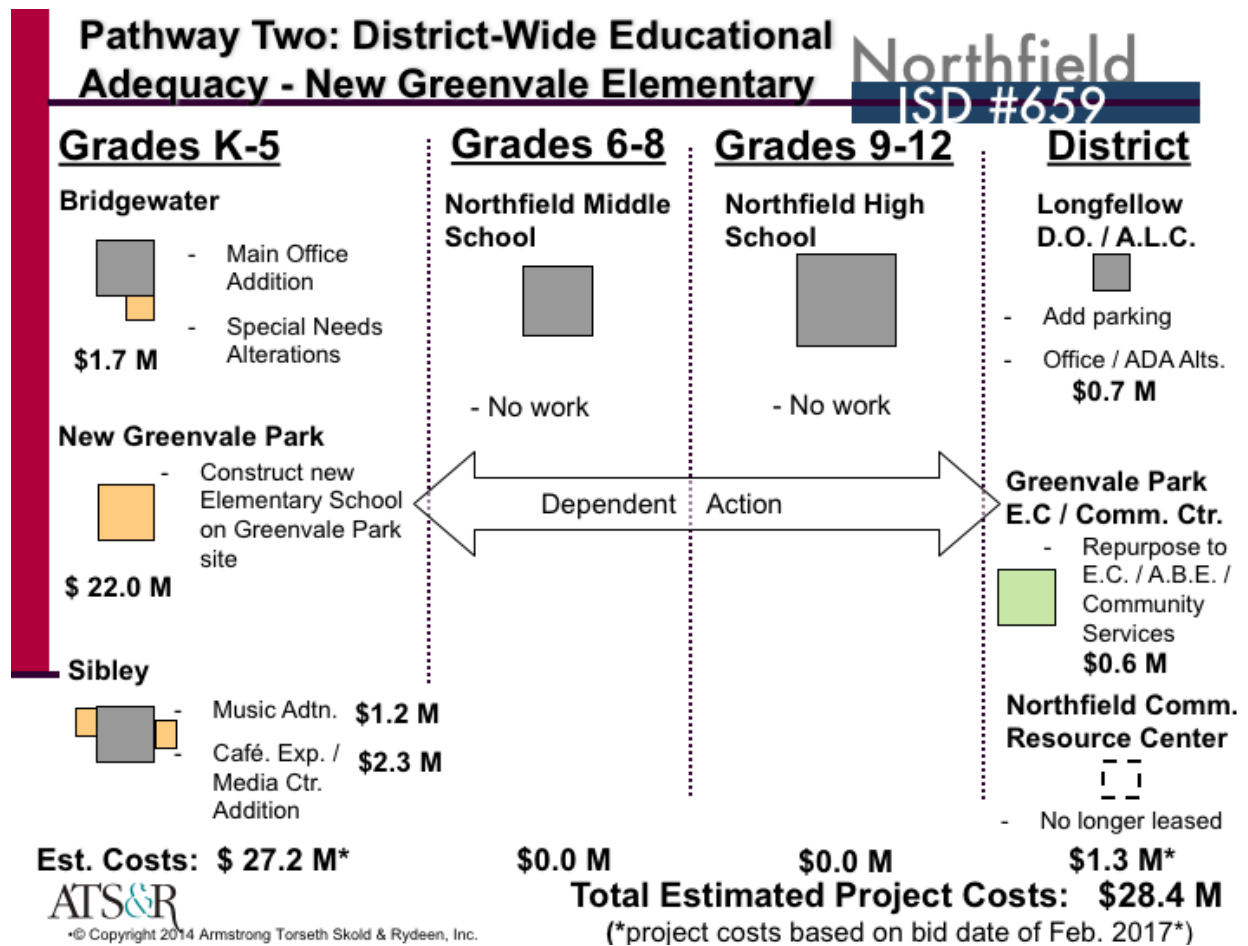 Pathway Two: District-Wide Educational
Adequacy - New Greenvale Elementary
Northfield
ISD #659
Grades K-5
Bridgewater
- Main Office
Addition
- Special Needs
Alterations
$1.7 M
New Greenvale Park
- Construct new
Elementary School
on Greenvale Park
site
$ 22.0 M
Sibley
- Music Adtn. $1.2 M
- Café. Exp. / $2.3 M
Media Ctr.
Addition
Grades 6-8
Northfield Middle
School
- No work
Grades 9-12
Northfield High
School
- No work
Dependent Action
District
Longfellow
D.O. / A.L.C.
- Add parking
- Office / ADA Alts.
$0.7 M
Greenvale Park
E.C / Comm. Ctr.
- Repurpose to
E.C. / A.B.E. /
Community
Services
$0.6 M
Northfield Comm.
Resource Center
- No longer leased
Est. Costs: $ 27.2 M* $0.0 M $0.0 M $1.3 M*
Total Estimated Project Costs: $28.4 M
(*project costs based on bid date of Feb. 2017*)
ATS&R
•© Copyright 2014 Armstrong Torseth Skold & Rydeen, Inc.